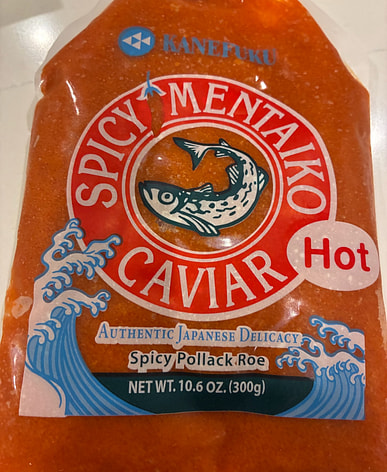 KANEFUKU
SPICY MENTAIKO
CAVIAR
Hot
AUTHENTIC JAPANESE DELICACY
Spicy Pollack Roe
NET WT. 10.6 OZ. (300g)